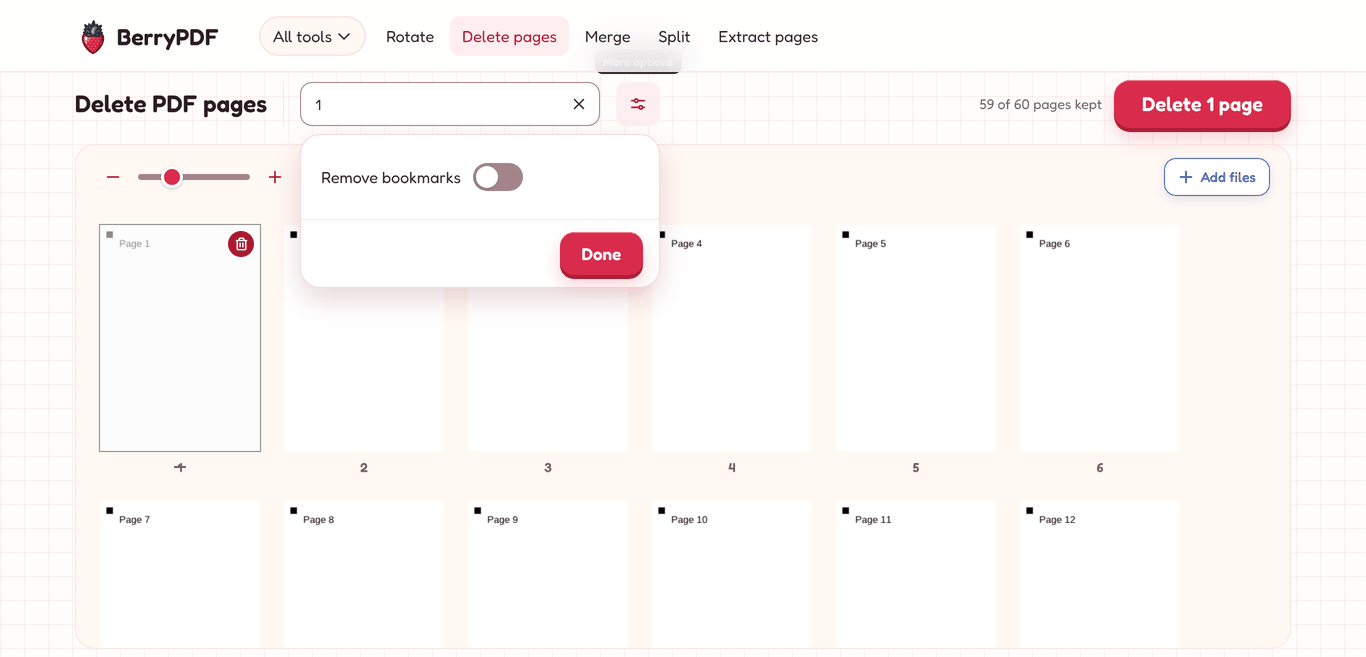 BerryPDF
All tools
Rotate
Delete pages
Merge
Split
Extract pages
More options
Delete PDF pages
1
59 of 60 pages kept
Delete 1 page
Remove bookmarks
Done
Add files
Page 1
Page 4
Page 5
Page 6
1
2
3
4
5
6
Page 7
Page 8
Page 9
Page 10
Page 11
Page 12